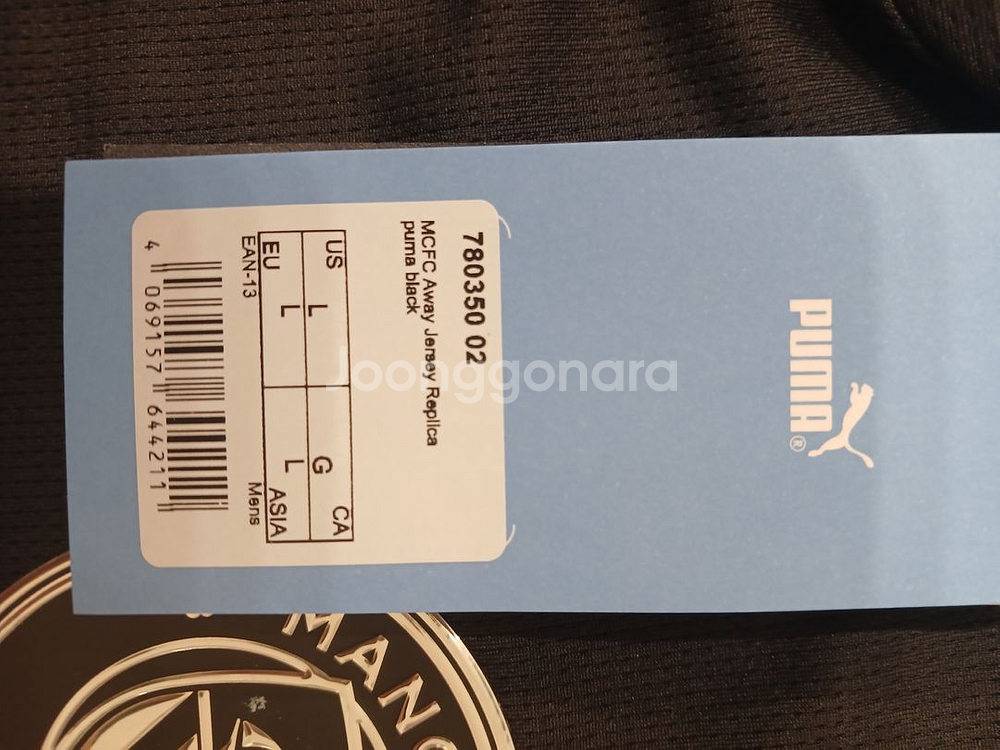 780350 02
MCFC Away Jersey Replica
puma black
US L G CA
EU L L ASIA
EAN-13 Mens
4 069157 644211
PUMA®
Joonggonara
MANC